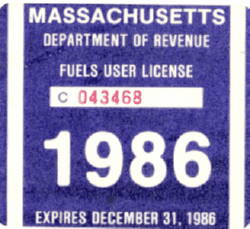 MASSACHUSETTS
DEPARTMENT OF REVENUE
FUELS USER LICENSE
C 043468
1986
EXPIRES DECEMBER 31, 1986